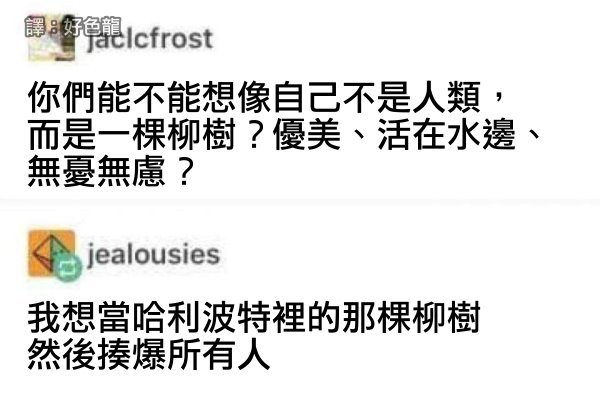 譯：好色龍
jaclcfrost
你們能不能想像自己不是人類，
而是一棵柳樹？優美、活在水邊、
無憂無慮？
jealousies
我想當哈利波特裡的那棵柳樹
然後揍爆所有人